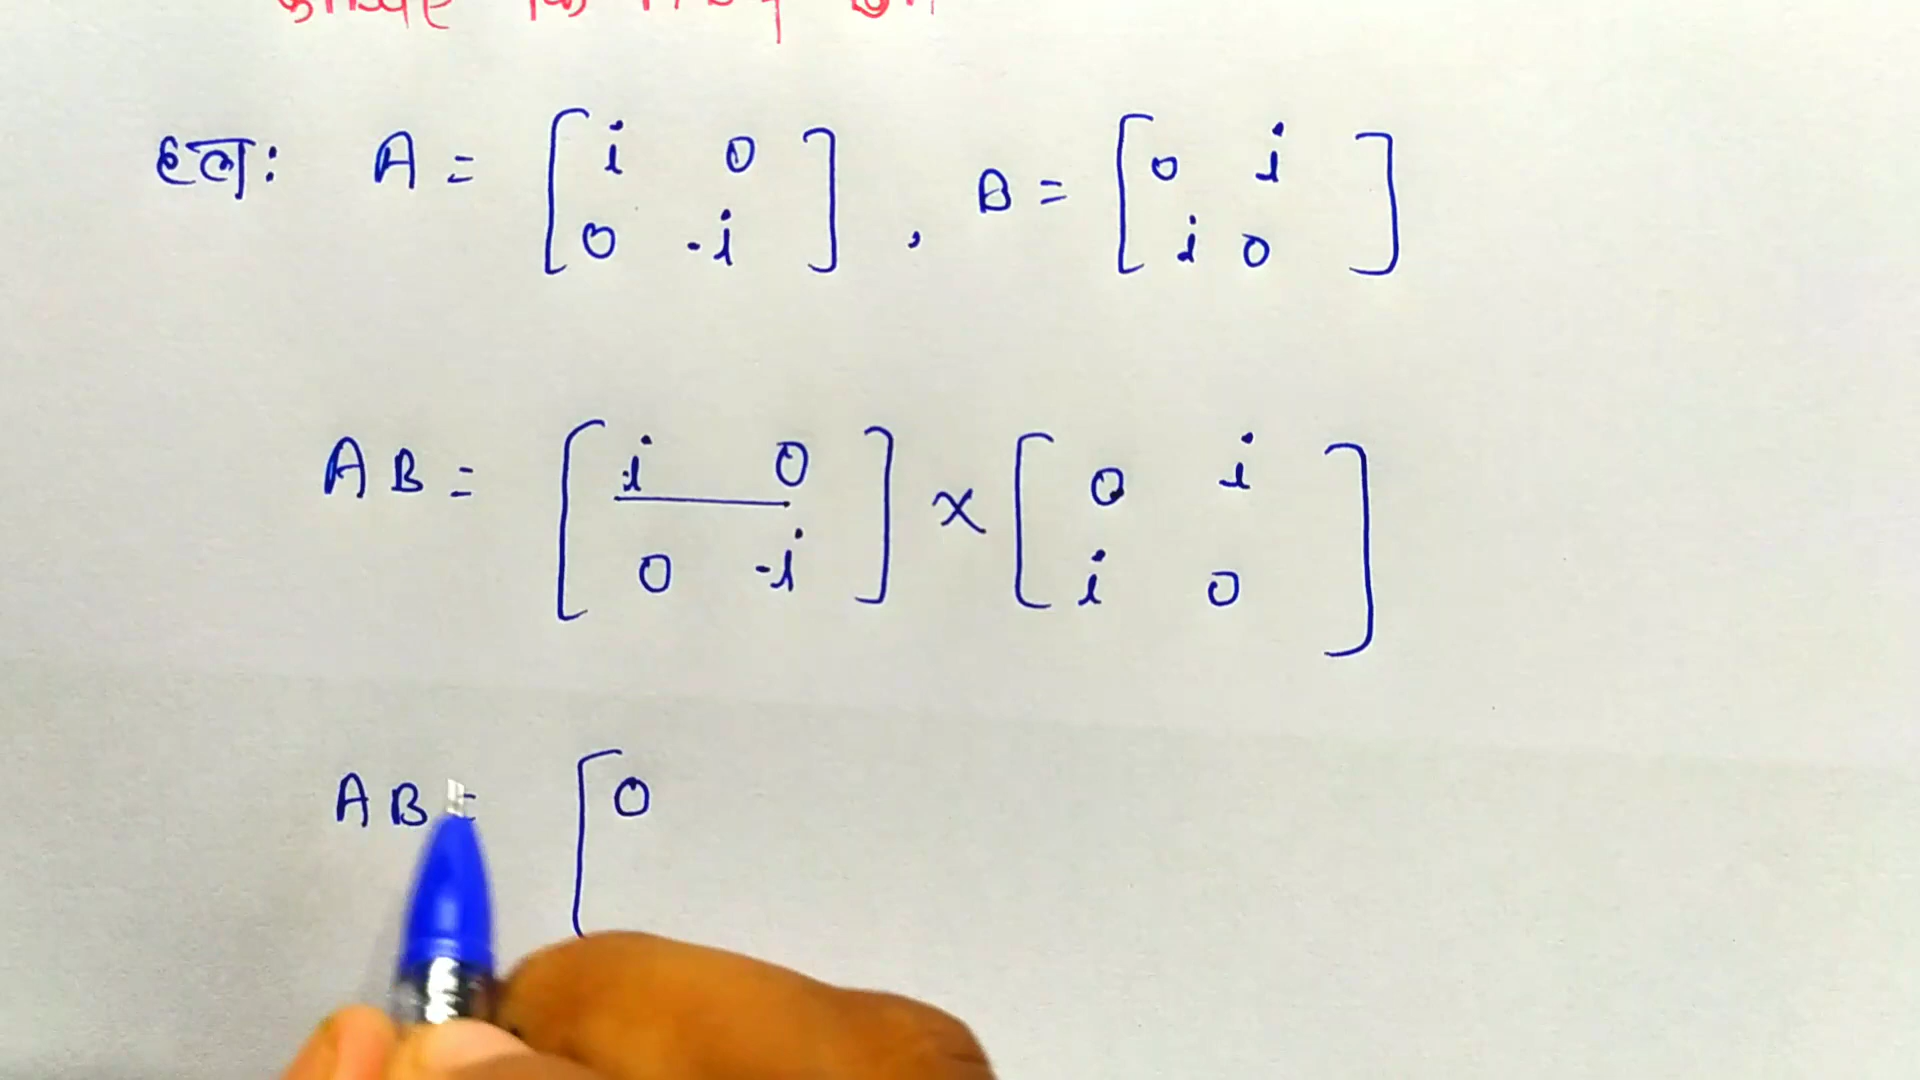 हल: A = [ i 0 , B = [ 0 i
0 -i ] i 0 ]
AB = [ i 0 × [ 0 i
0 -i ] i 0 ]
AB = [ 0